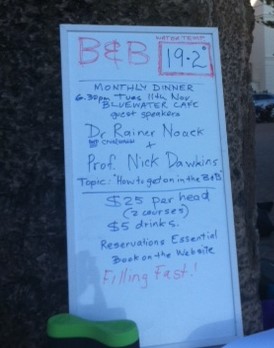 WATER TEMP
B&B 19.2°
MONTHLY DINNER
6.30pm Tues 11th Nov
BLUEWATER CAFE
guest speakers
Dr Rainer Noack
+
Prof. Nick Dawkins
Topic: "How to get on in the B&B"
$25 per head
(2 courses)
$5 drinks.
Reservations Essential
Book on the Website
Filling Fast!